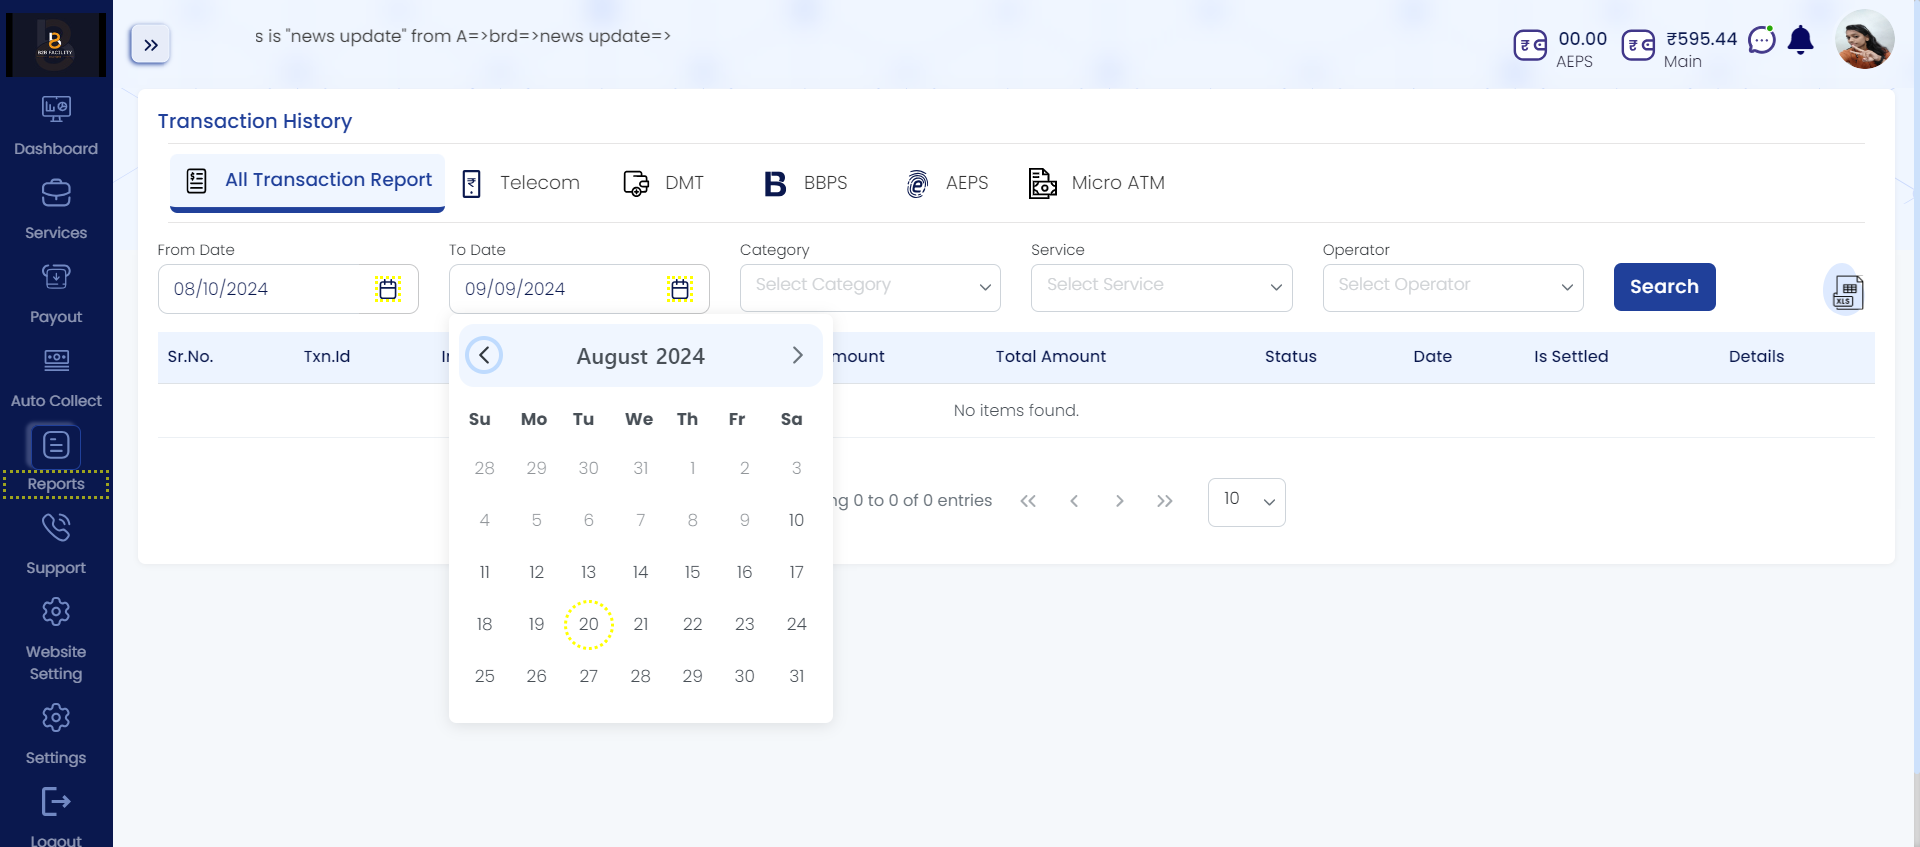 B2B FACILITY
s is "news update" from A=>brd=>news update=>
00.00
AEPS
₹595.44
Main
Dashboard
Services
Payout
Auto Collect
Reports
Support
Website
Setting
Settings
Logout
Transaction History
All Transaction Report
Telecom
DMT
BBPS
AEPS
Micro ATM
From Date
To Date
Category
Service
Operator
08/10/2024
09/09/2024
Select Category
Select Service
Select Operator
Search
XLS
Sr.No.
Txn.Id
mount
Total Amount
Status
Date
Is Settled
Details
No items found.
ng 0 to 0 of 0 entries
10
August 2024
Su Mo Tu We Th Fr Sa
28 29 30 31 1 2 3
4 5 6 7 8 9 10
11 12 13 14 15 16 17
18 19 20 21 22 23 24
25 26 27 28 29 30 31